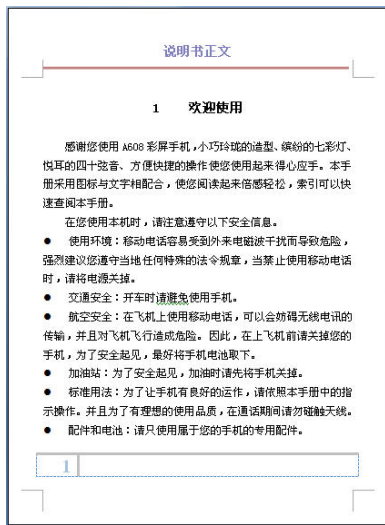 说明书正文
1 欢迎使用
感谢您使用 A608 彩屏手机，小巧玲珑的造型、缤纷的七彩灯、
悦耳的四十弦音、方便快捷的操作使您使用起来得心应手。本手
册采用图标与文字相配合，使您阅读起来倍感轻松，索引可以快
速查阅本手册。
在您使用本机时，请注意遵守以下安全信息。
● 使用环境：移动电话容易受到外来电磁波干扰而导致危险，
强烈建议您遵守当地任何特殊的法令规章，当禁止使用移动电话
时，请将电源关掉。
● 交通安全：开车时请避免使用手机。
● 航空安全：在飞机上使用移动电话，可以会妨碍无线电讯的
传输，并且对飞机飞行造成危险。因此，在上飞机前请关掉您的
手机，为了安全起见，最好将手机电池取下。
● 加油站：为了安全起见，加油时请先将手机关掉。
● 标准用法：为了让手机有良好的运作，请依照本手册中的指
示操作。并且为了有理想的使用品质，在通话期间请勿碰触天线。
● 配件和电池：请只使用属于您的手机的专用配件。
1